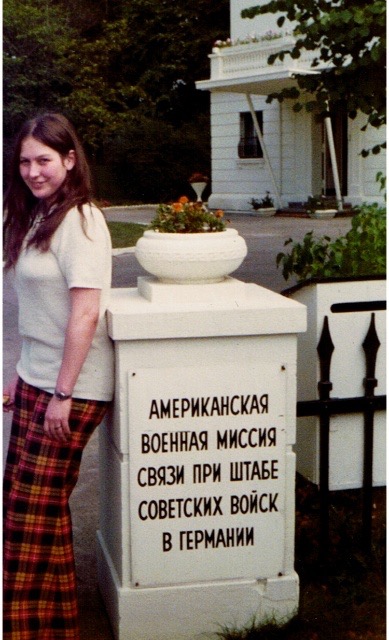 АМЕРИКАНСКАЯ
ВОЕННАЯ МИССИЯ
СВЯЗИ ПРИ ШТАБЕ
СОВЕТСКИХ ВОЙСК
В ГЕРМАНИИ